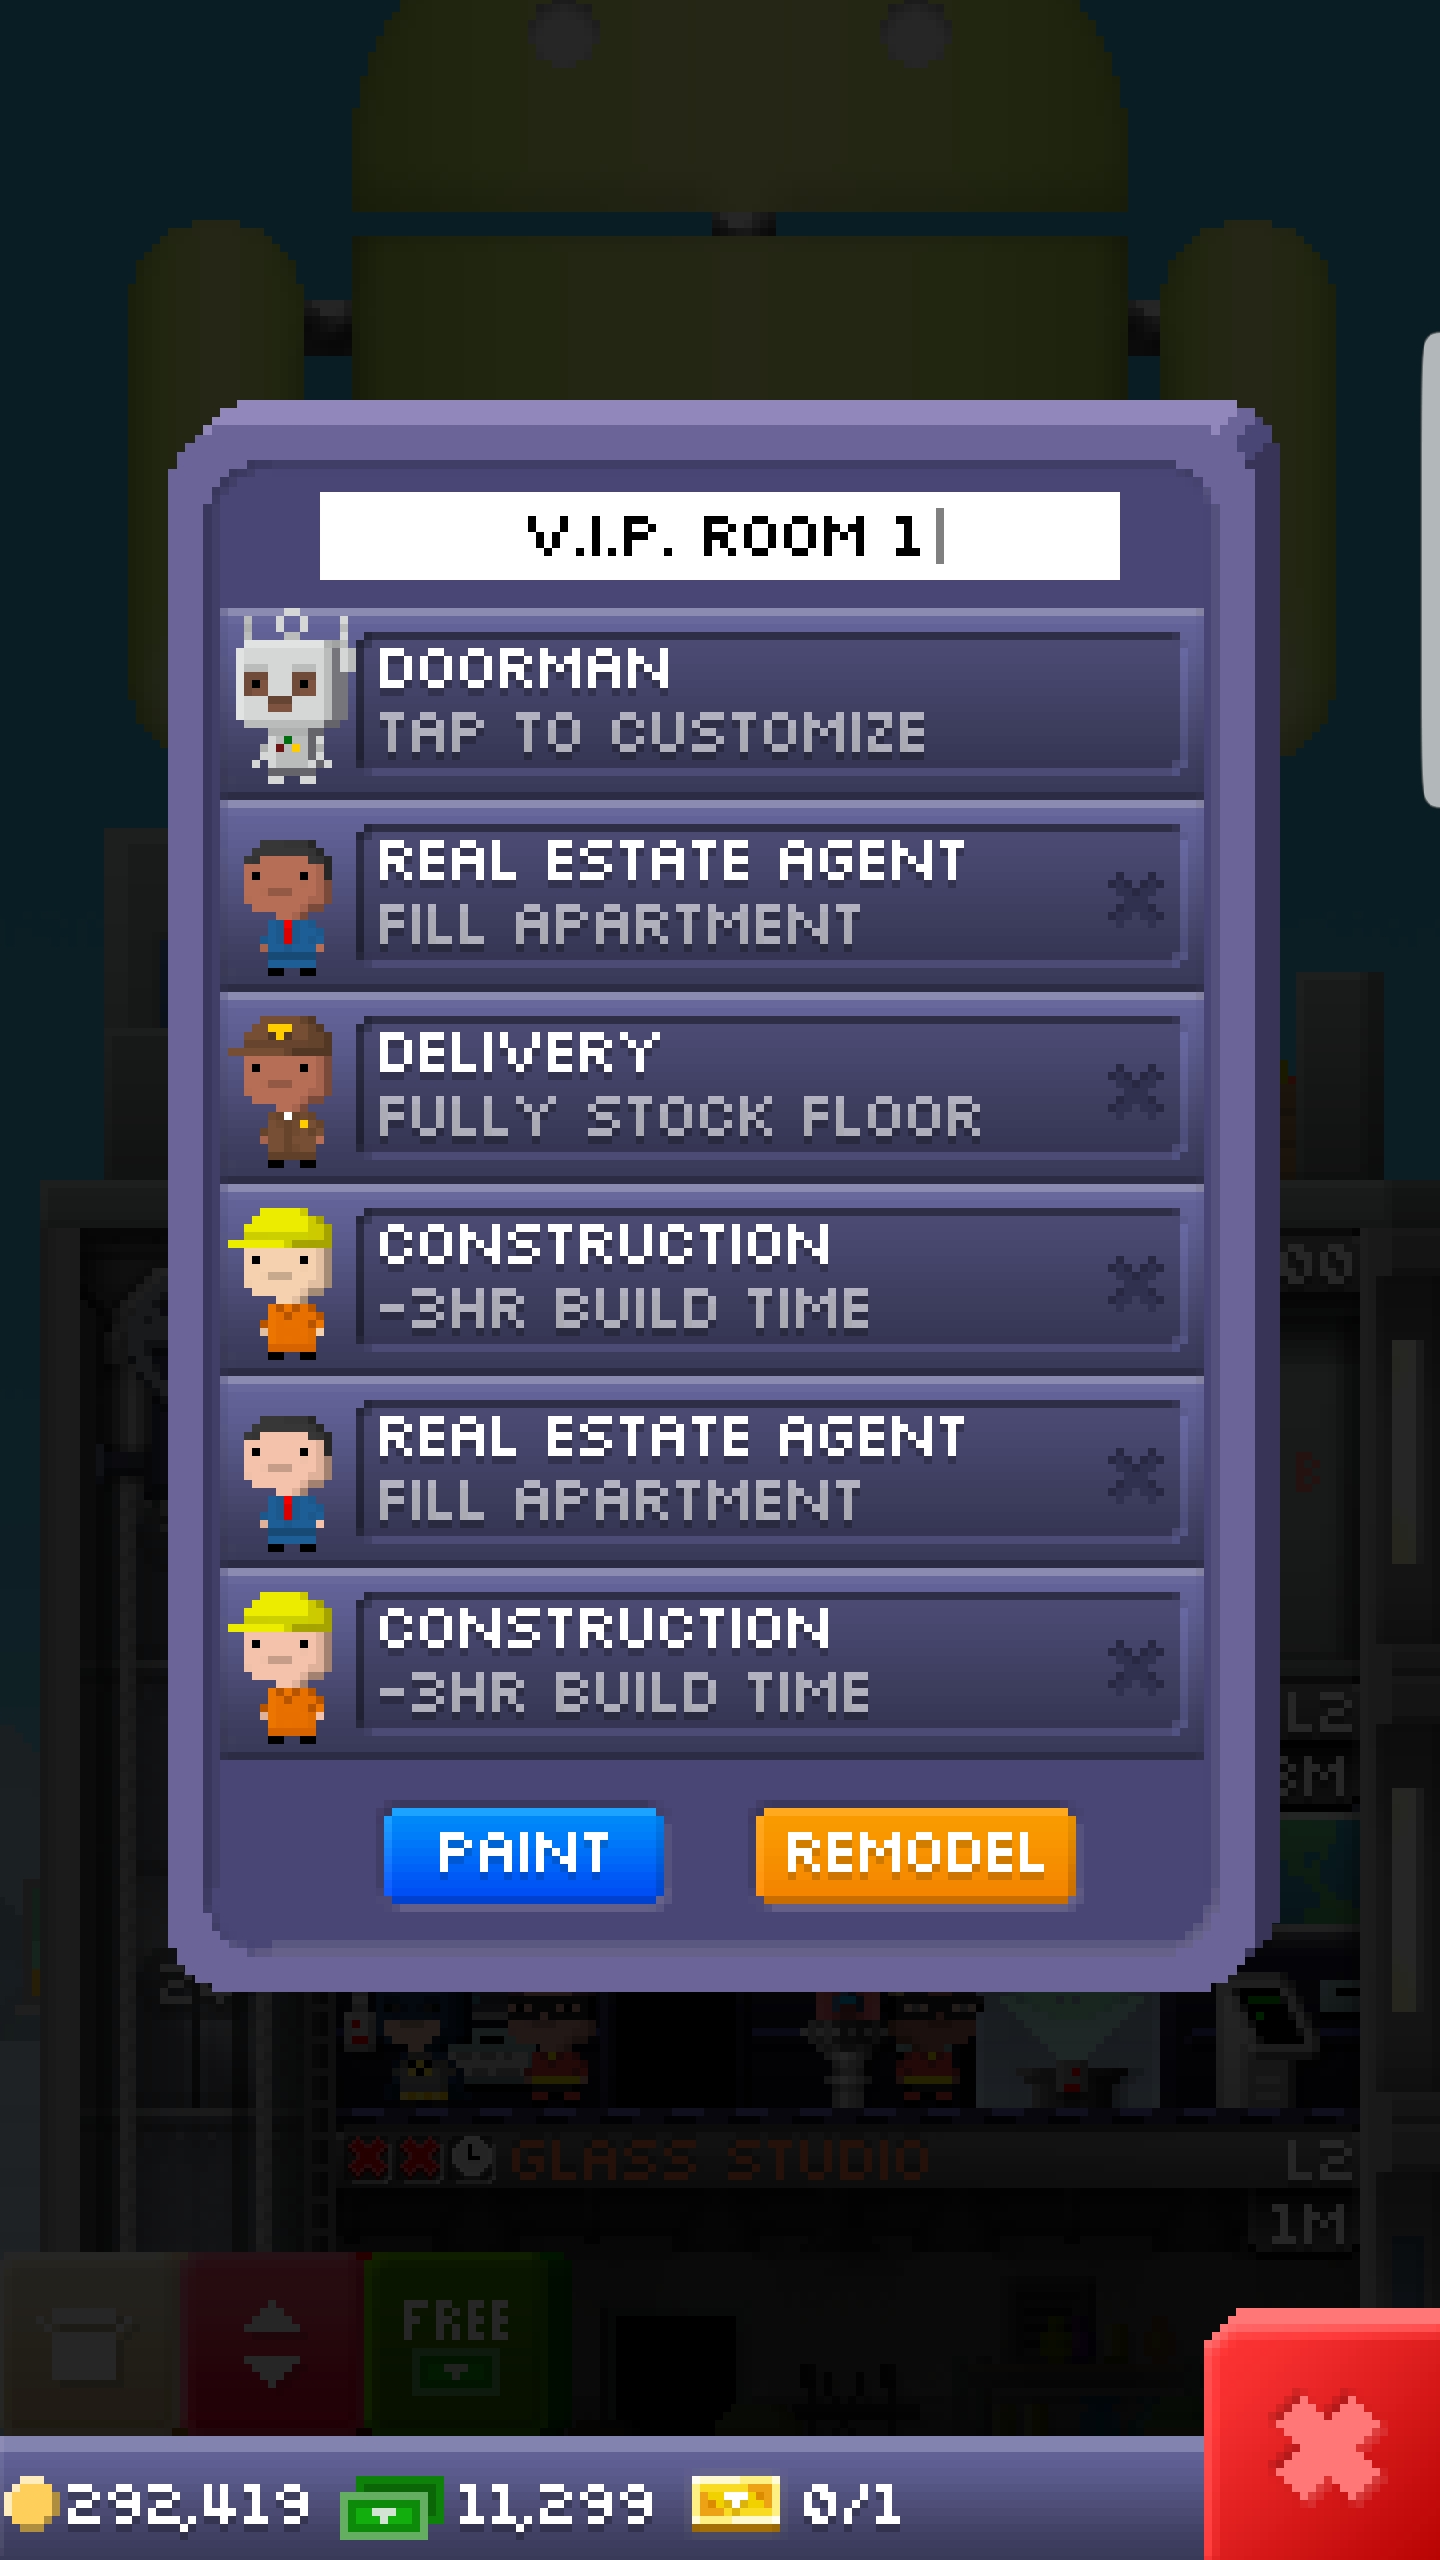 V.I.P. ROOM 1
DOORMAN
TAP TO CUSTOMIZE
REAL ESTATE AGENT
FILL APARTMENT
DELIVERY
FULLY STOCK FLOOR
CONSTRUCTION
-3HR BUILD TIME
00
REAL ESTATE AGENT
FILL APARTMENT
CONSTRUCTION
-3HR BUILD TIME
L2
3M
PAINT
REMODEL
GLASS STUDIO
L2
1M
FREE
292,419
11,299
0/1